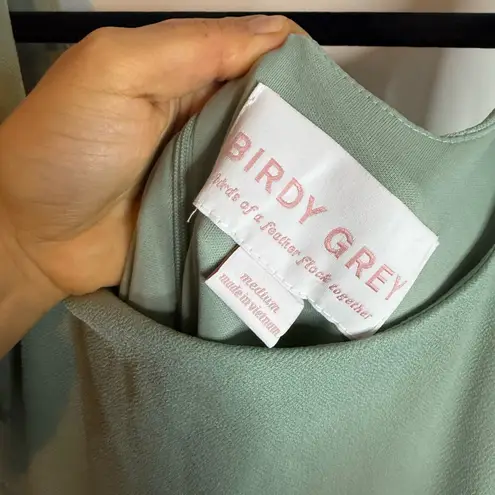 BIRDY GREY
birds of a feather flock together
medium
made in vietnam